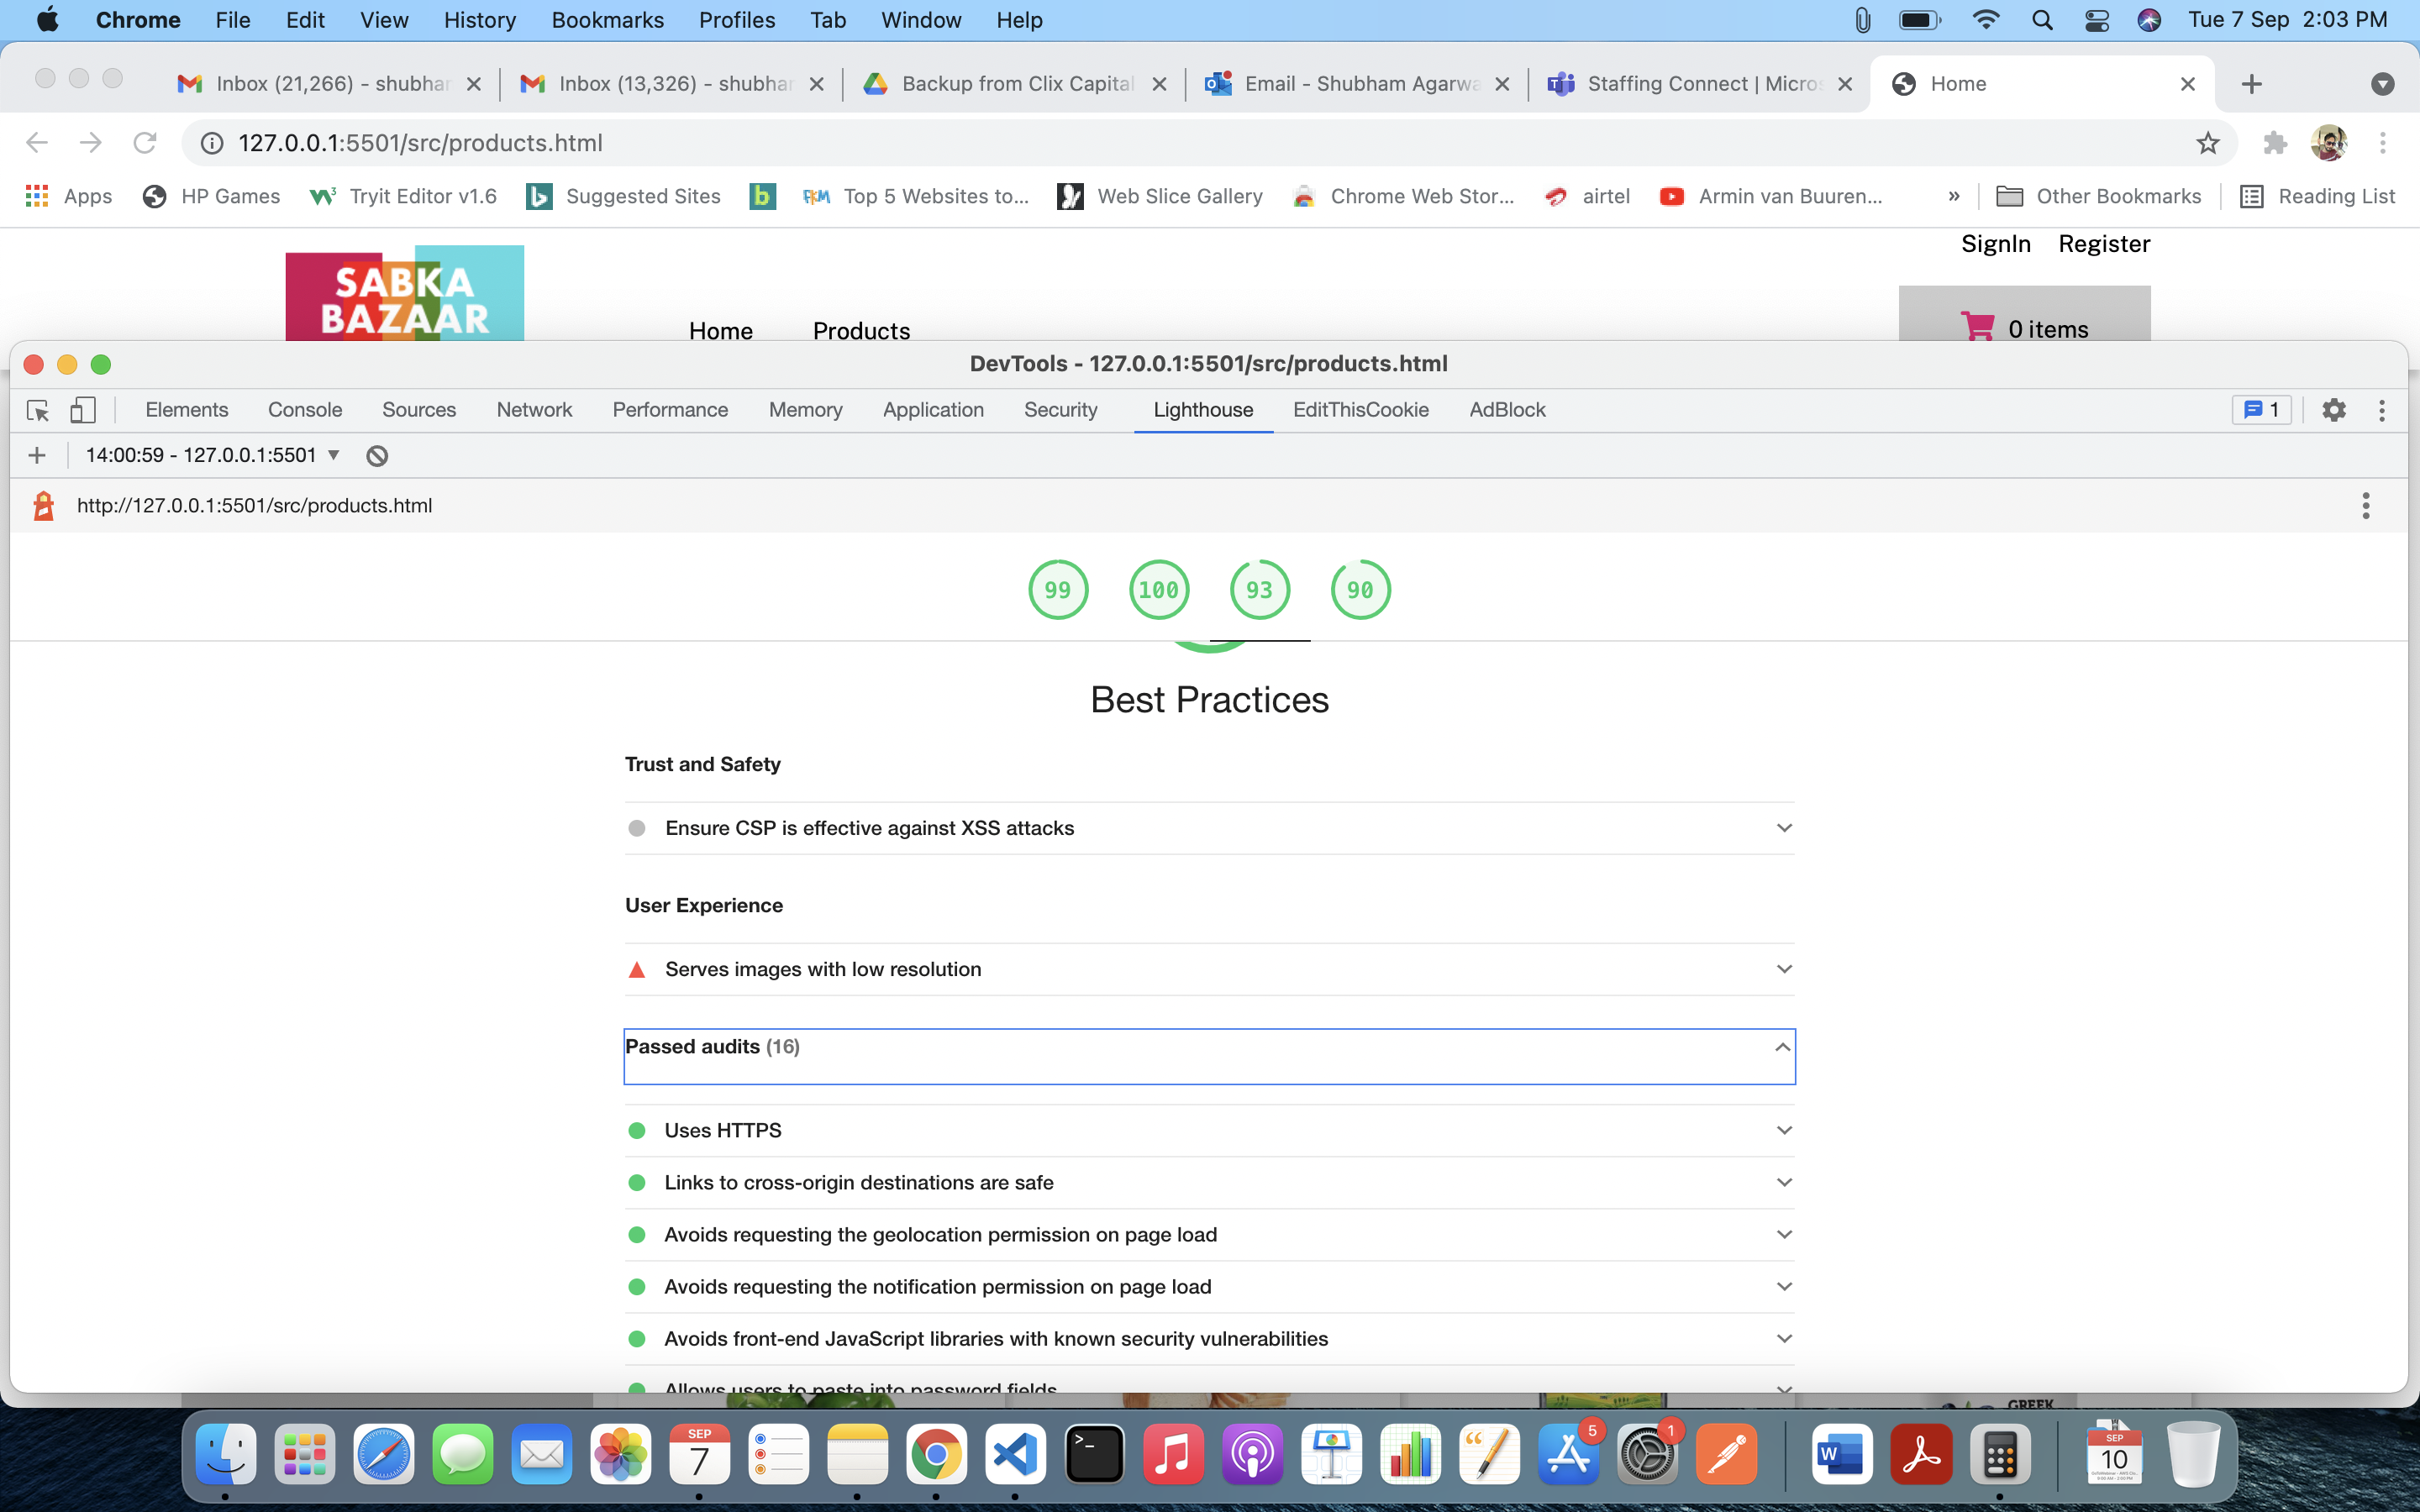 Chrome File Edit View History Bookmarks Profiles Tab Window Help Tue 7 Sep 2:03 PM
Inbox (21,266) - shubhar Inbox (13,326) - shubhar Backup from Clix Capital Email - Shubham Agarwa Staffing Connect | Micros Home
127.0.0.1:5501/src/products.html
Apps HP Games Tryit Editor v1.6 Suggested Sites Top 5 Websites to... Web Slice Gallery Chrome Web Stor... airtel Armin van Buuren... » Other Bookmarks Reading List
SignIn Register
SABKA
BAZAAR
Home Products 0 items
DevTools - 127.0.0.1:5501/src/products.html
Elements Console Sources Network Performance Memory Application Security Lighthouse EditThisCookie AdBlock 1
14:00:59 - 127.0.0.1:5501
http://127.0.0.1:5501/src/products.html
99 100 93 90
Best Practices
Trust and Safety
Ensure CSP is effective against XSS attacks
User Experience
Serves images with low resolution
Passed audits (16)
Uses HTTPS
Links to cross-origin destinations are safe
Avoids requesting the geolocation permission on page load
Avoids requesting the notification permission on page load
Avoids front-end JavaScript libraries with known security vulnerabilities
Allows users to paste into password fields
GREEK
SEP
7
5
1
W
SEP
10